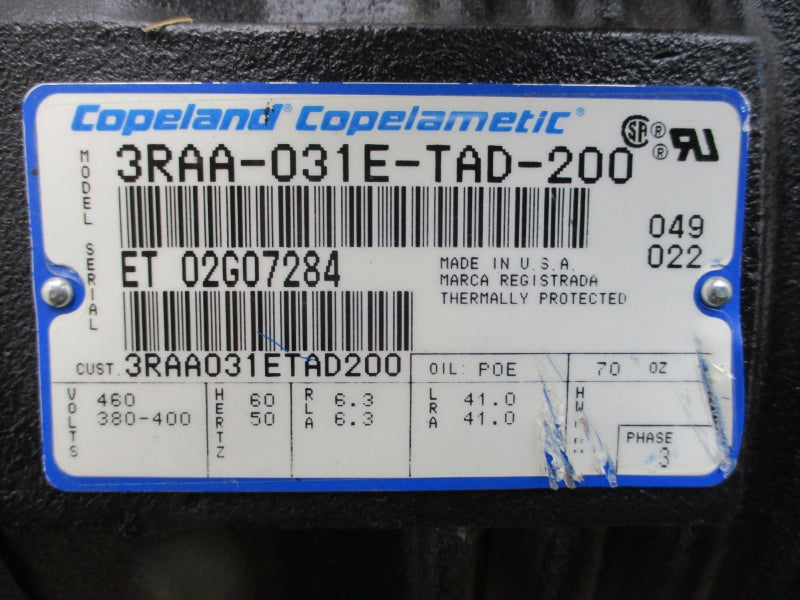 Copeland® Copelametic®
MODEL 3RAA-031E-TAD-200
SA ® ®
049
022
SERIAL ET 02G07284
MADE IN U.S.A.
MARCA REGISTRADA
THERMALLY PROTECTED
CUST. 3RAA031ETAD200 OIL: POE 70 OZ
VOLTS 460 HERTZ 60 RLA 6.3 LRA 41.0
380-400 50 6.3 41.0
PHASE
3